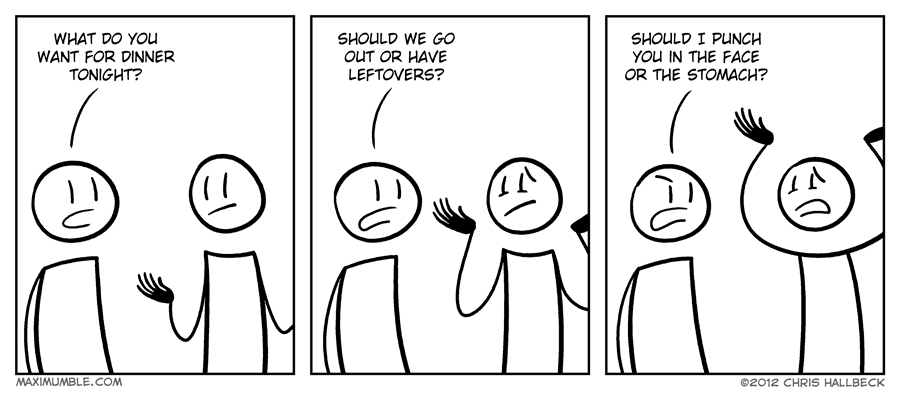 WHAT DO YOU
WANT FOR DINNER
TONIGHT?
SHOULD WE GO
OUT OR HAVE
LEFTOVERS?
SHOULD I PUNCH
YOU IN THE FACE
OR THE STOMACH?
MAXIMUMBLE.COM
©2012 CHRIS HALLBECK